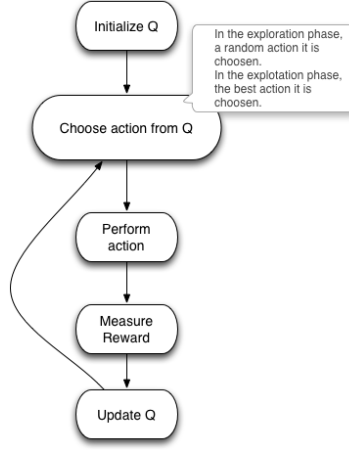 Initialize Q
In the exploration phase,
a random action it is
choosen.
In the explotation phase,
the best action it is
choosen.
Choose action from Q
Perform
action
Measure
Reward
Update Q